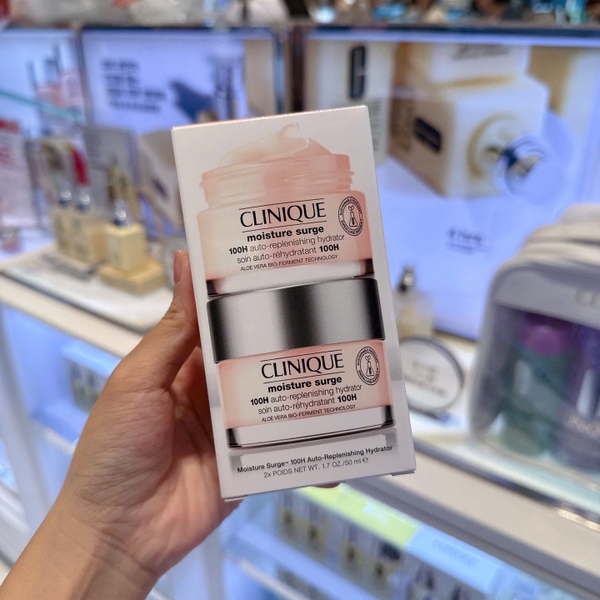 CLINIQUE
moisture surge
100H auto-replenishing hydrator
soin auto-réhydratant 100H
ALOE VERA BIO-FERMENT TECHNOLOGY
CLINIQUE
moisture surge
100H auto-replenishing hydrator
soin auto-réhydratant 100H
ALOE VERA BIO-FERMENT TECHNOLOGY
Moisture Surge™ 100H Auto-Replenishing Hydrator
2x POIDS NET WT. 1.7 OZ./50 ml e